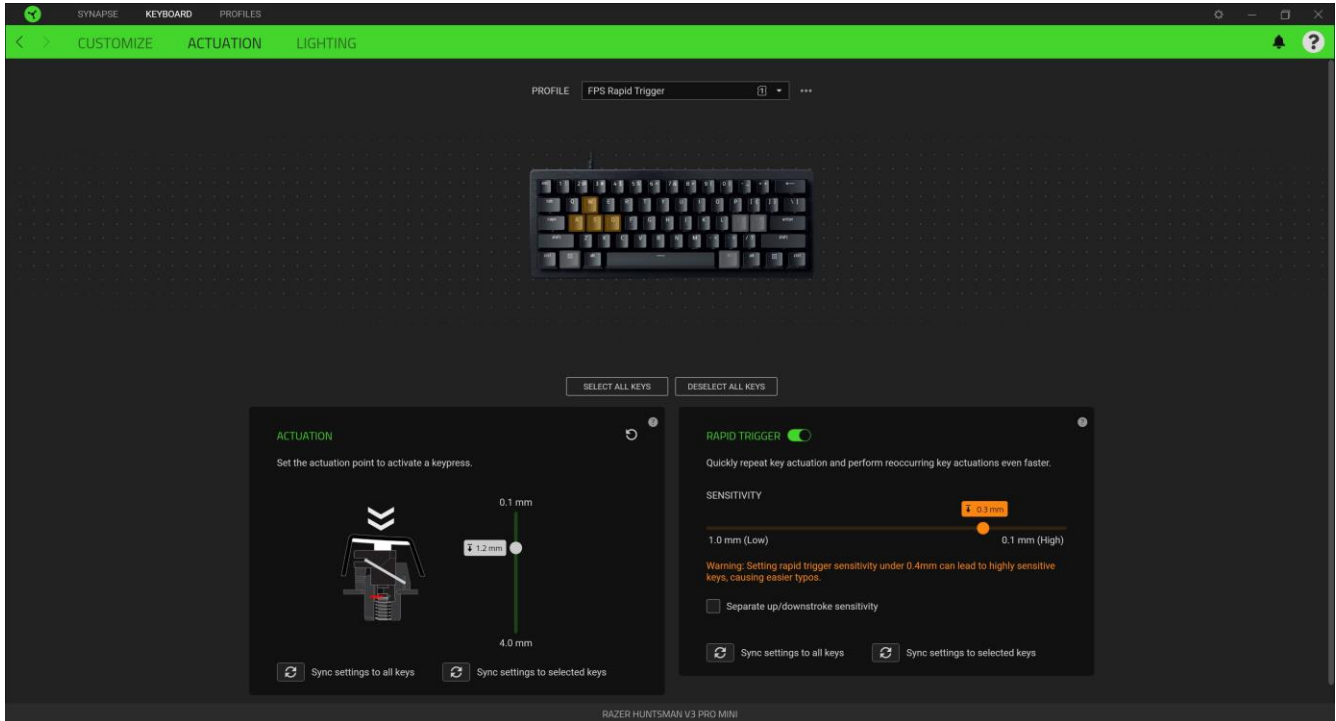 SYNAPSE KEYBOARD PROFILES
CUSTOMIZE ACTUATION LIGHTING
PROFILE FPS Rapid Trigger 1
SELECT ALL KEYS DESELECT ALL KEYS
ACTUATION
Set the actuation point to activate a keypress.
0.1 mm
1.2 mm
4.0 mm
Sync settings to all keys Sync settings to selected keys
RAPID TRIGGER
Quickly repeat key actuation and perform reoccurring key actuations even faster.
SENSITIVITY
0.3 mm
1.0 mm (Low) 0.1 mm (High)
Warning: Setting rapid trigger sensitivity under 0.4mm can lead to highly sensitive
keys, causing easier typos.
Separate up/downstroke sensitivity
Sync settings to all keys Sync settings to selected keys
RAZER HUNTSMAN V3 PRO MINI